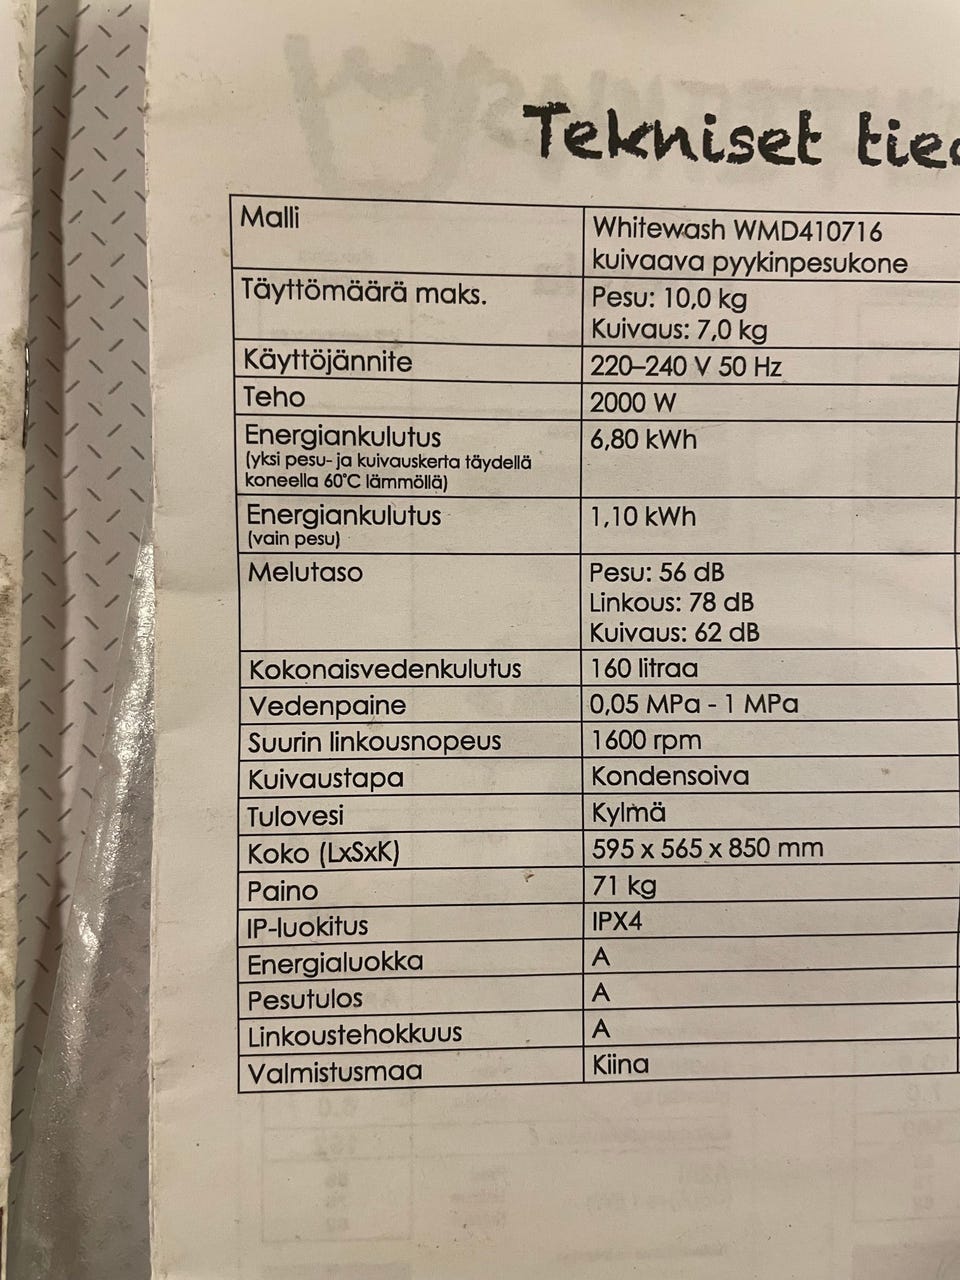 Tekniset
Malli
Whitewash WMD410716
kuivaava pyykinpesukone
Täyttömäärä maks.
Pesu: 10,0 kg
Kuivaus: 7,0 kg
Käyttöjännite
220–240 V 50 Hz
Teho
2000 W
Energiankulutus
(yksi pesu- ja kuivauskerta täydellä
koneella 60°C lämmöllä)
6,80 kWh
Energiankulutus
(vain pesu)
1,10 kWh
Melutaso
Pesu: 56 dB
Linkous: 78 dB
Kuivaus: 62 dB
Kokonaisvedenkulutus
160 litraa
Vedenpaine
0,05 MPa - 1 MPa
Suurin linkousnopeus
1600 rpm
Kuivaustapa
Kondensoiva
Tulovesi
Kylmä
Koko (LxSxK)
595 x 565 x 850 mm
Paino
71 kg
IP-luokitus
IPX4
Energialuokka
A
Pesutulos
A
Linkoustehokkuus
A
Valmistusmaa
Kiina